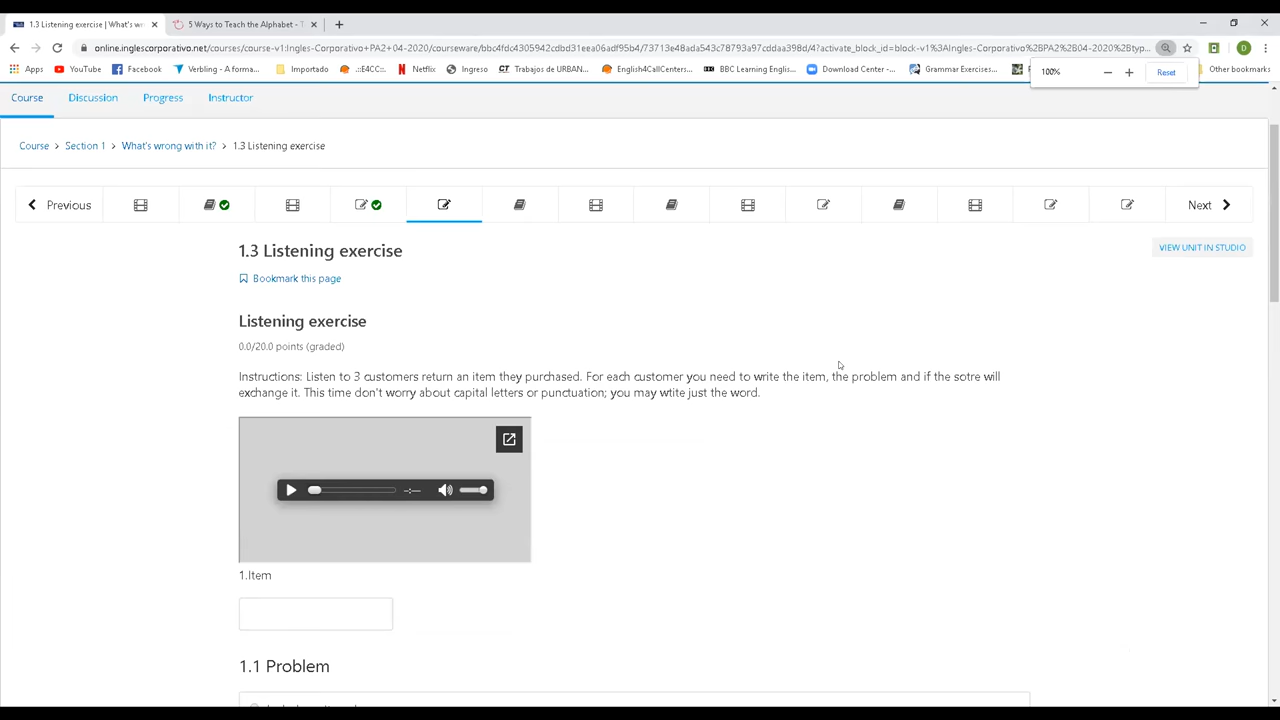 1.3 Listening exercise | What's wr
5 Ways to Teach the Alphabet - T
online.inglescorporativo.net/courses/course-v1:Ingles-Corporativo+PA2+04-2020/courseware/bbc4fdc4305942cdbd31eea06adf95b4/73713e48ada543c78793a97cddaa398d/4?activate_block_id=block-v1%3AIngles-Corporativo%2BPA2%2B04-2020%2Btyp...
D
Apps YouTube Facebook Verbling - A forma... Importado .::E4CC::. Netflix Ingreso Trabajos de URBAN... English4CallCenters... BBC Learning English... Download Center -... Grammar Exercises... Other bookmarks
100% Reset
Course Discussion Progress Instructor
Course > Section 1 > What's wrong with it? > 1.3 Listening exercise
Previous Next
1.3 Listening exercise
VIEW UNIT IN STUDIO
Bookmark this page
Listening exercise
0.0/20.0 points (graded)
Instructions: Listen to 3 customers return an item they purchased. For each customer you need to write the item, the problem and if the sotre will
exchange it. This time don't worry about capital letters or punctuation; you may wtite just the word.
-:--
1.Item
1.1 Problem